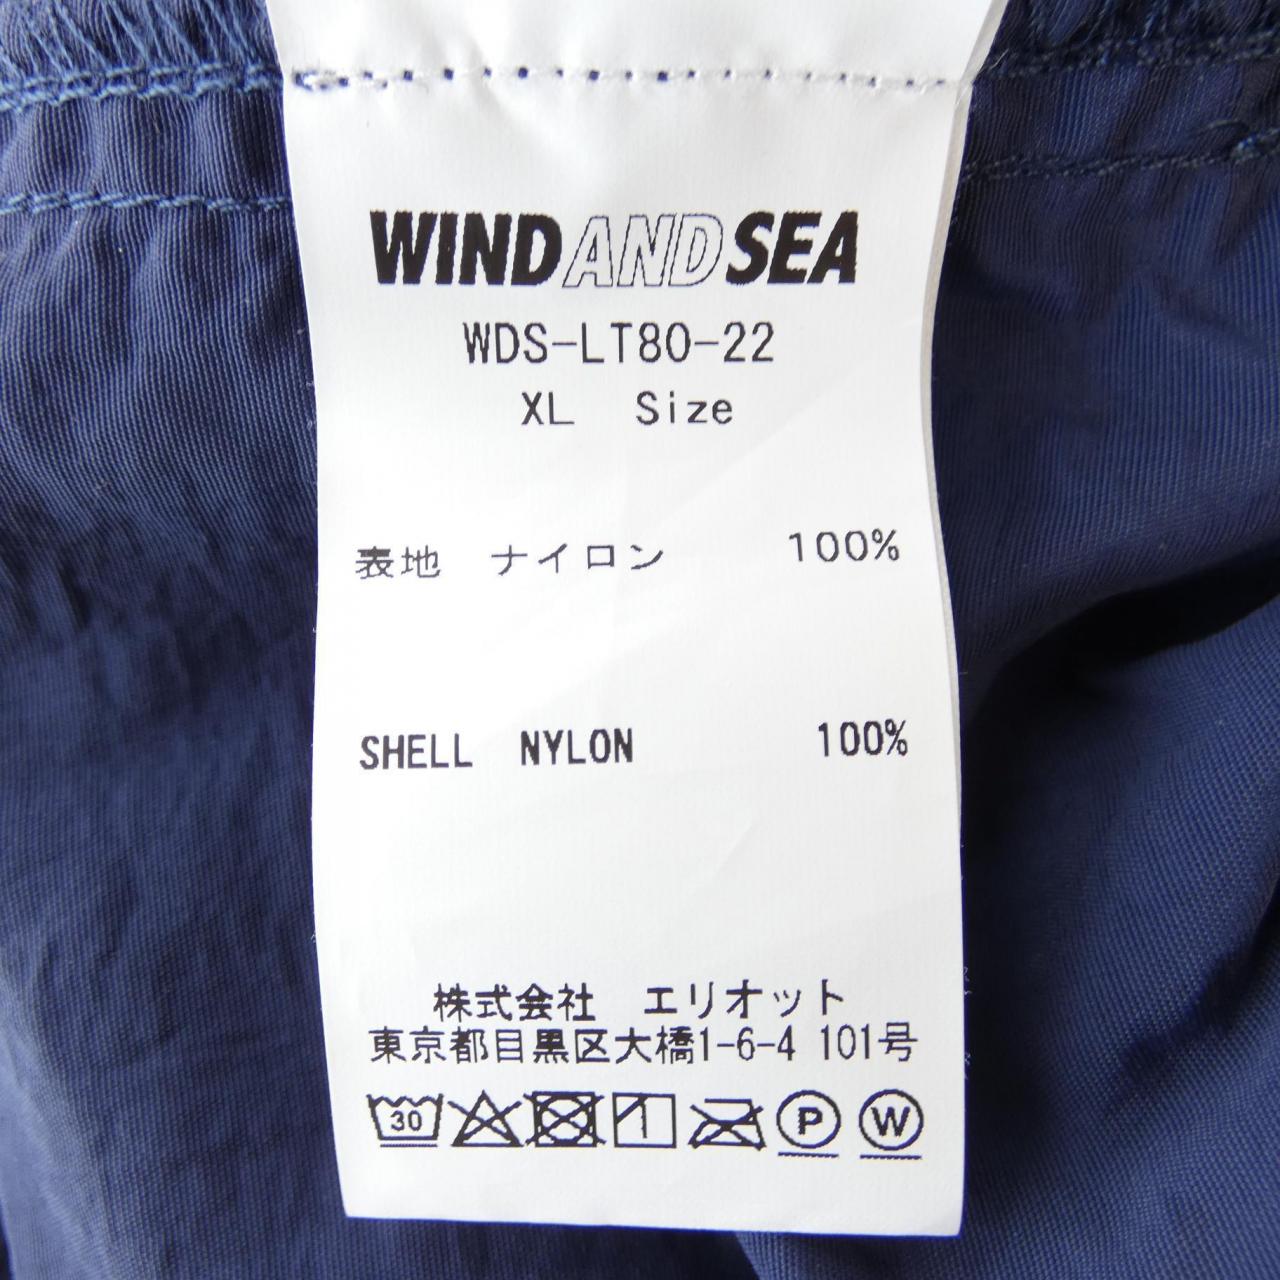 WINDANDSEA
WDS-LT80-22
XL Size
表地 ナイロン 100%
SHELL NYLON 100%
株式会社 エリオット
東京都目黒区大橋1-6-4 101号
30 P W